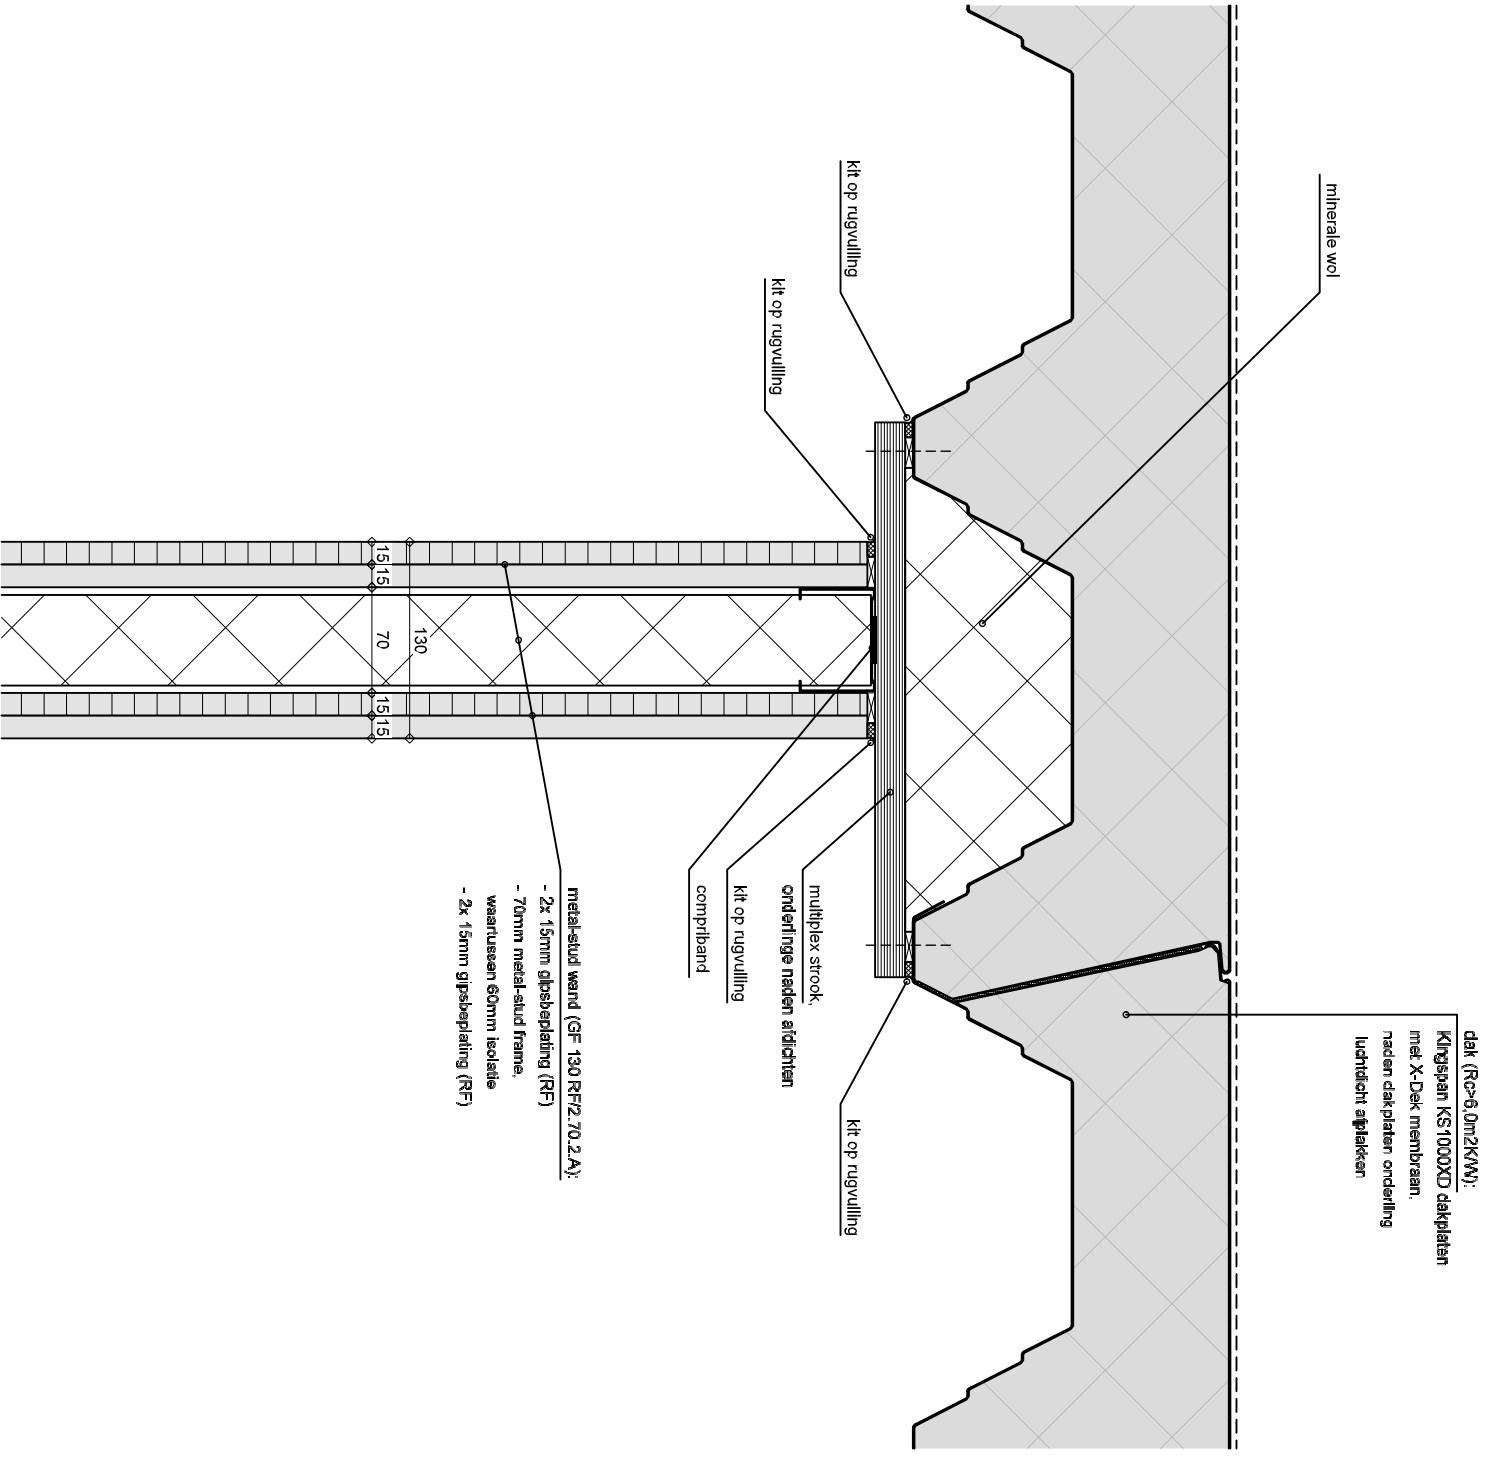 dak (Rc>6,0m2K/W):
Kingspan KS1000XD dakplaten
met X-Dek membraan,
naden dakplaten onderling
luchtdicht afplakken
minerale wol
kit op rugvulling
kit op rugvulling
kit op rugvulling
multiplex strook,
onderlinge naden afdichten
kit op rugvulling
compriband
metal-stud wand (GF 130 RF/2.70.2.A):
- 2x 15mm gipsbeplating (RF)
- 70mm metal-stud frame,
waartussen 60mm isolatie
- 2x 15mm gipsbeplating (RF)
130
15 15 70 15 15